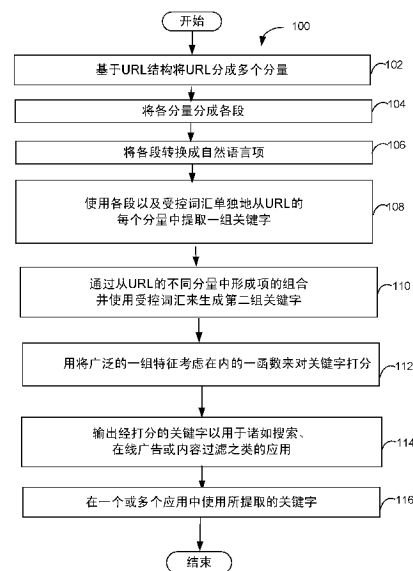 开始
100
基于URL结构将URL分成多个分量
102
将各分量分成各段
104
将各段转换成自然语言项
106
使用各段以及受控词汇单独地从URL的
每个分量中提取一组关键字
108
通过从URL的不同分量中形成项的组合
并使用受控词汇来生成第二组关键字
110
用将广泛的一组特征考虑在内的一函数来对关键字打分
112
输出经打分的关键字以用于诸如搜索、
在线广告或内容过滤之类的应用
114
在一个或多个应用中使用所提取的关键字
116
结束